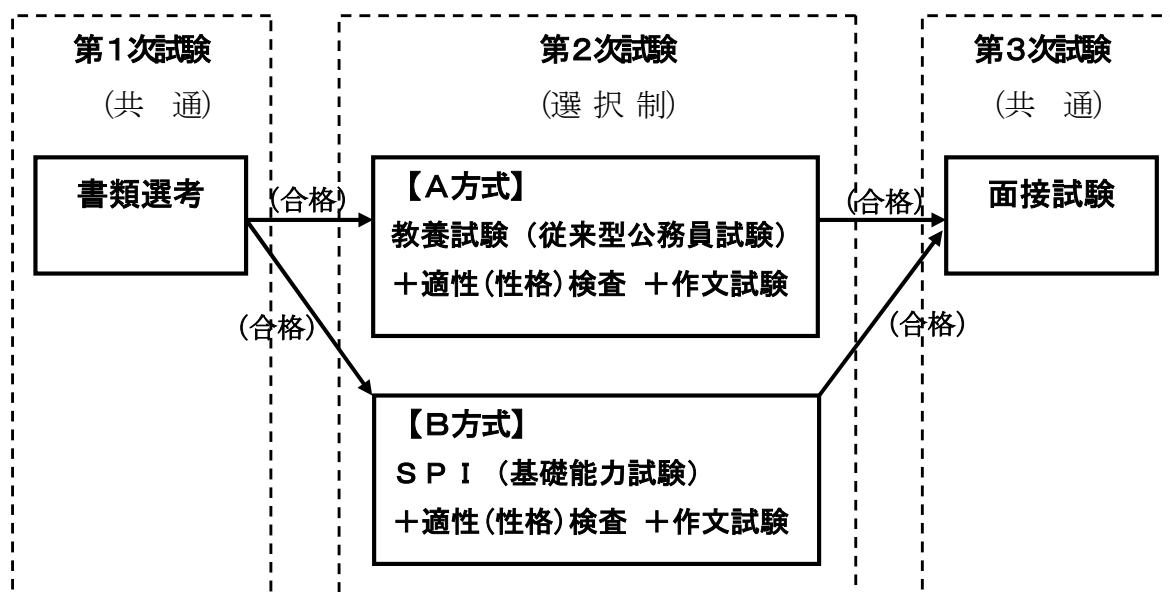 第1次試験
(共　通)
書類選考
(合格)
(合格)
第2次試験
(選 択 制)
【A方式】
教養試験（従来型公務員試験）
＋適性(性格)検査 ＋作文試験
【B方式】
ＳＰＩ（基礎能力試験）
＋適性(性格)検査 ＋作文試験
(合格)
(合格)
第3次試験
(共　通)
面接試験